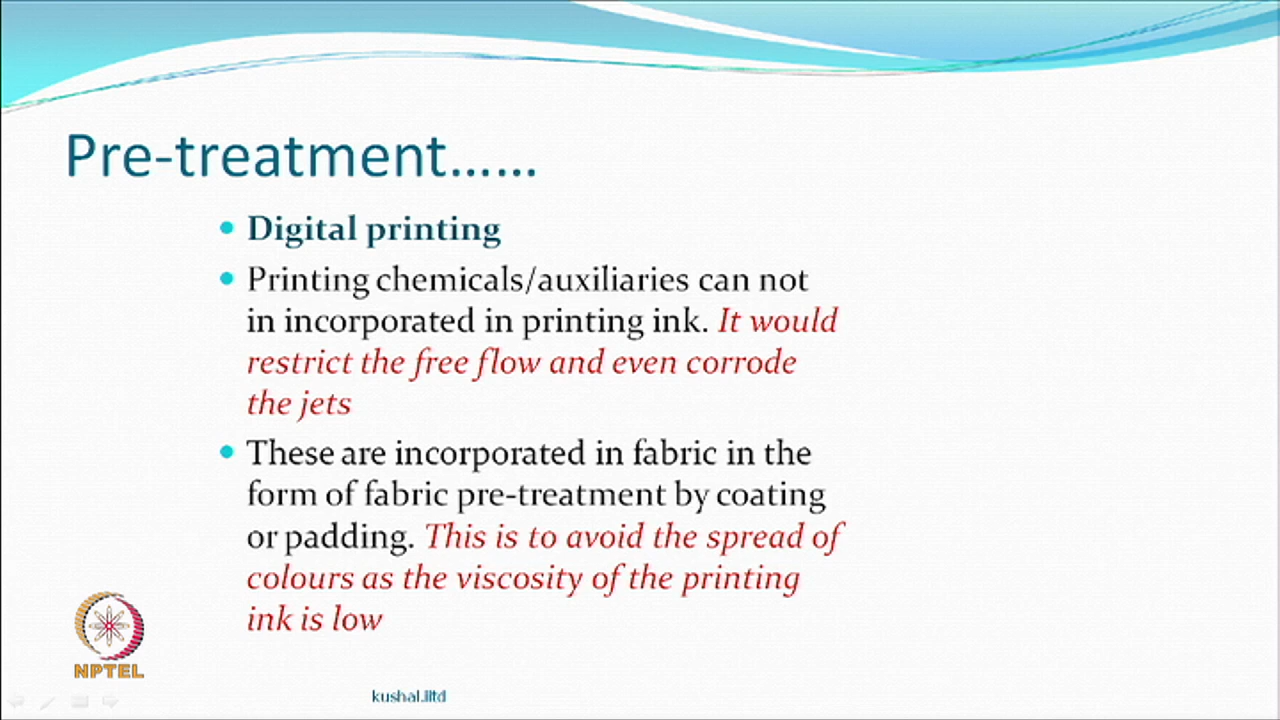 Pre-treatment……
Digital printing
Printing chemicals/auxiliaries can not
in incorporated in printing ink. It would
restrict the free flow and even corrode
the jets
These are incorporated in fabric in the
form of fabric pre-treatment by coating
or padding. This is to avoid the spread of
colours as the viscosity of the printing
ink is low
NPTEL
kushal.iitd